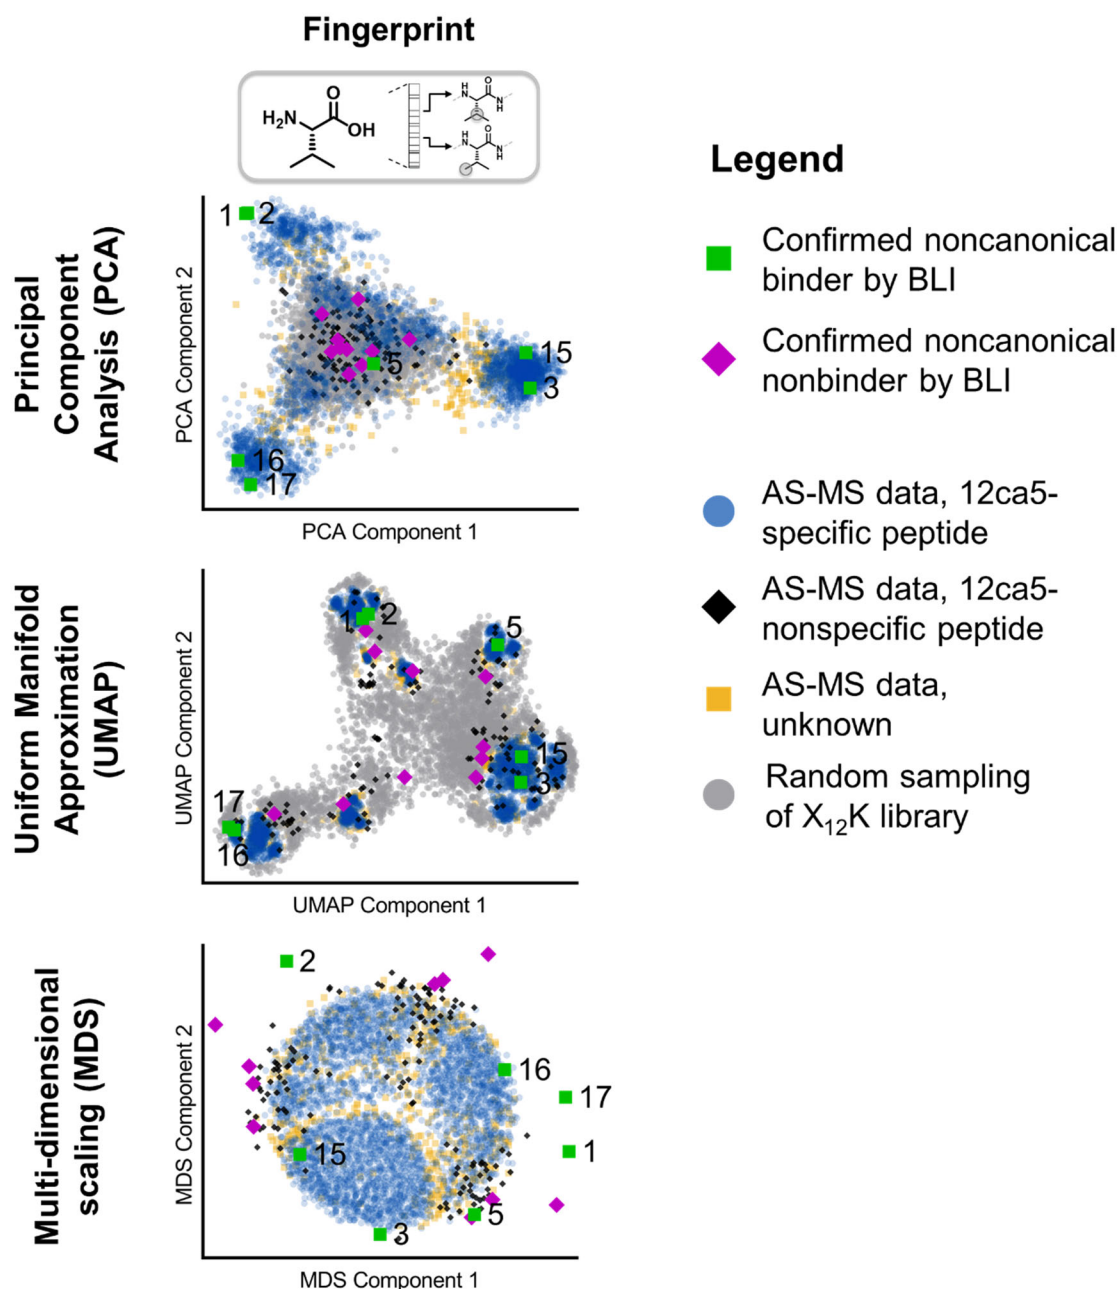 Fingerprint
H₂N
O
OH
H
N
O
N
H
H
N
O
N
H
Principal
Component
Analysis (PCA)
PCA Component 2
1
2
5
15
3
16
17
PCA Component 1
Uniform Manifold
Approximation
(UMAP)
UMAP Component 2
1
2
5
15
3
17
16
UMAP Component 1
Multi-dimensional
scaling (MDS)
MDS Component 2
2
16
17
1
15
5
3
MDS Component 1
Legend
Confirmed noncanonical
binder by BLI
Confirmed noncanonical
nonbinder by BLI
AS-MS data, 12ca5-
specific peptide
AS-MS data, 12ca5-
nonspecific peptide
AS-MS data,
unknown
Random sampling
of X₁₂K library